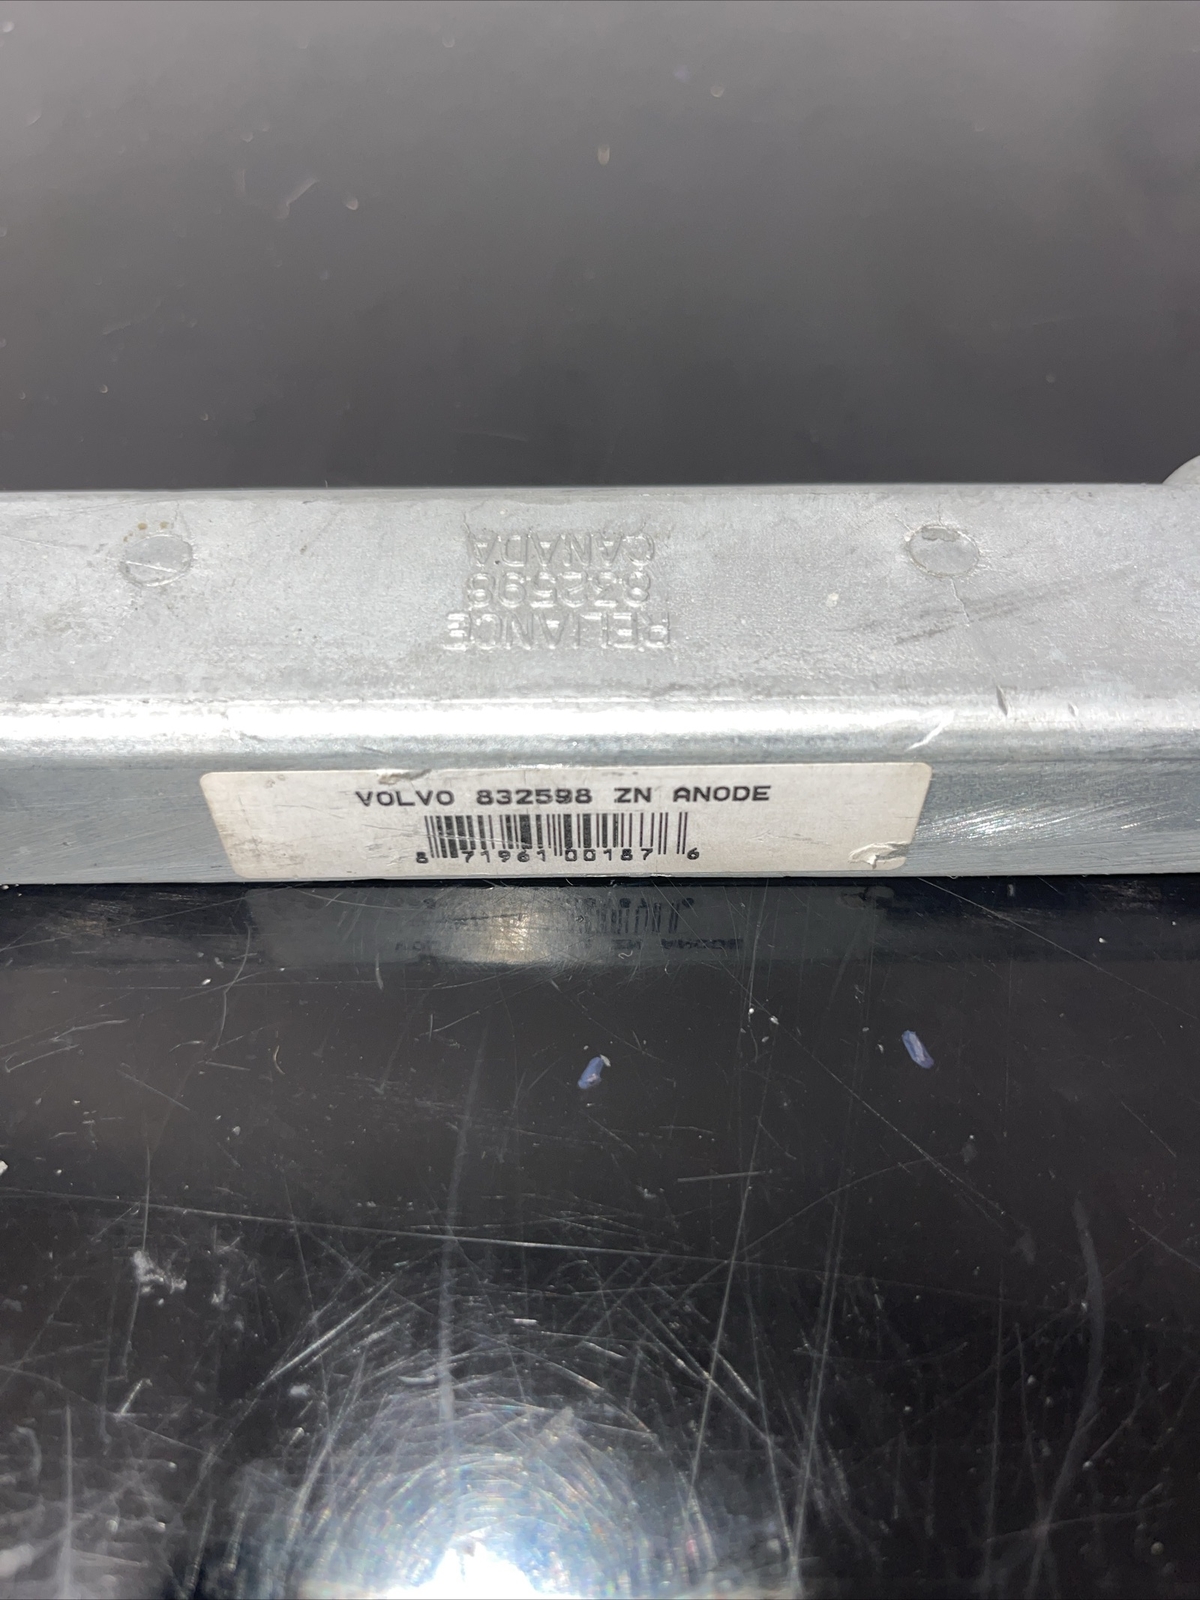 RELIANCE
832598
CANADA
VOLVO 832598 ZN ANODE
8 71961 00187 6